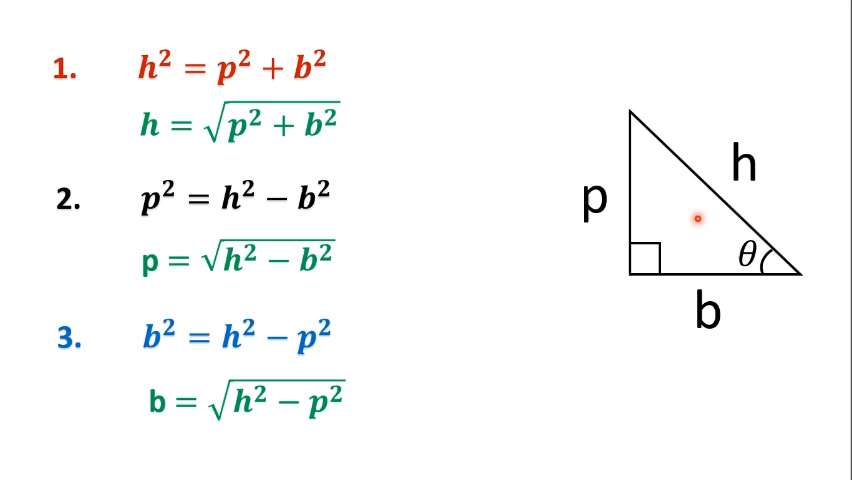 1. h² = p² + b²
h = √(p² + b²)
2. p² = h² − b²
p = √(h² − b²)
3. b² = h² − p²
b = √(h² − p²)
h
p
θ
b